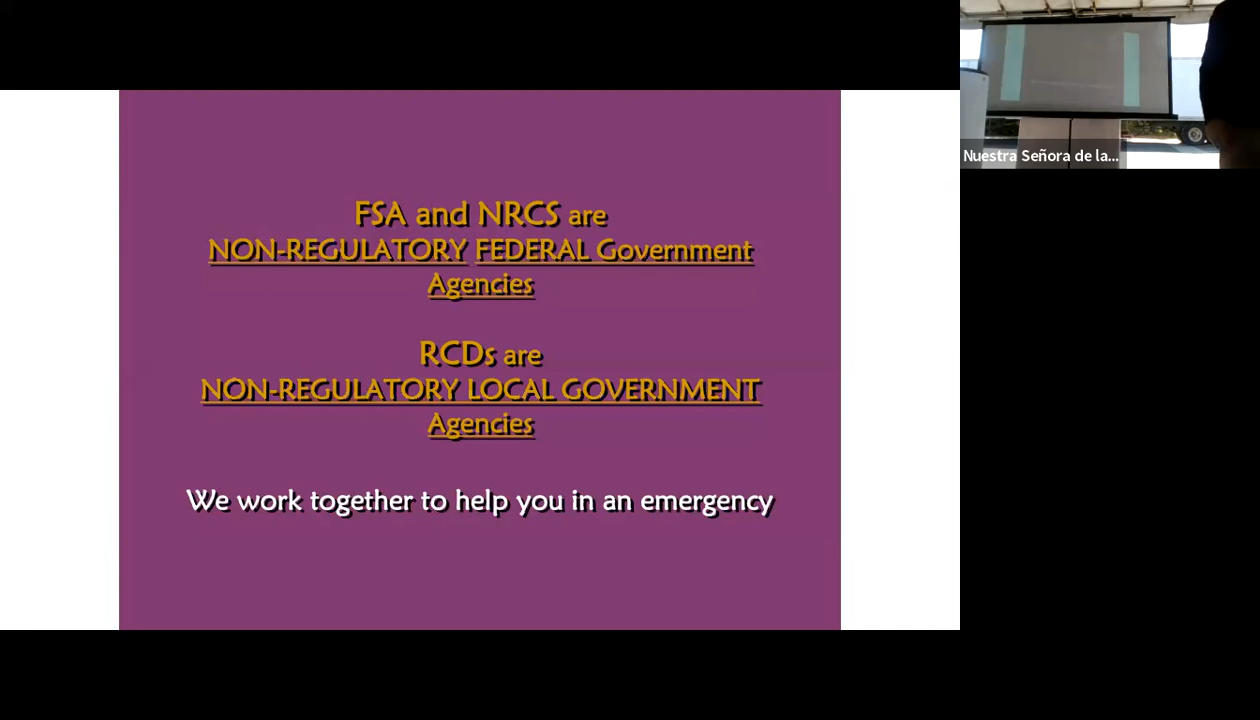 FSA and NRCS are
NON-REGULATORY FEDERAL Government
Agencies
RCDs are
NON-REGULATORY LOCAL GOVERNMENT
Agencies
We work together to help you in an emergency
Nuestra Señora de la...